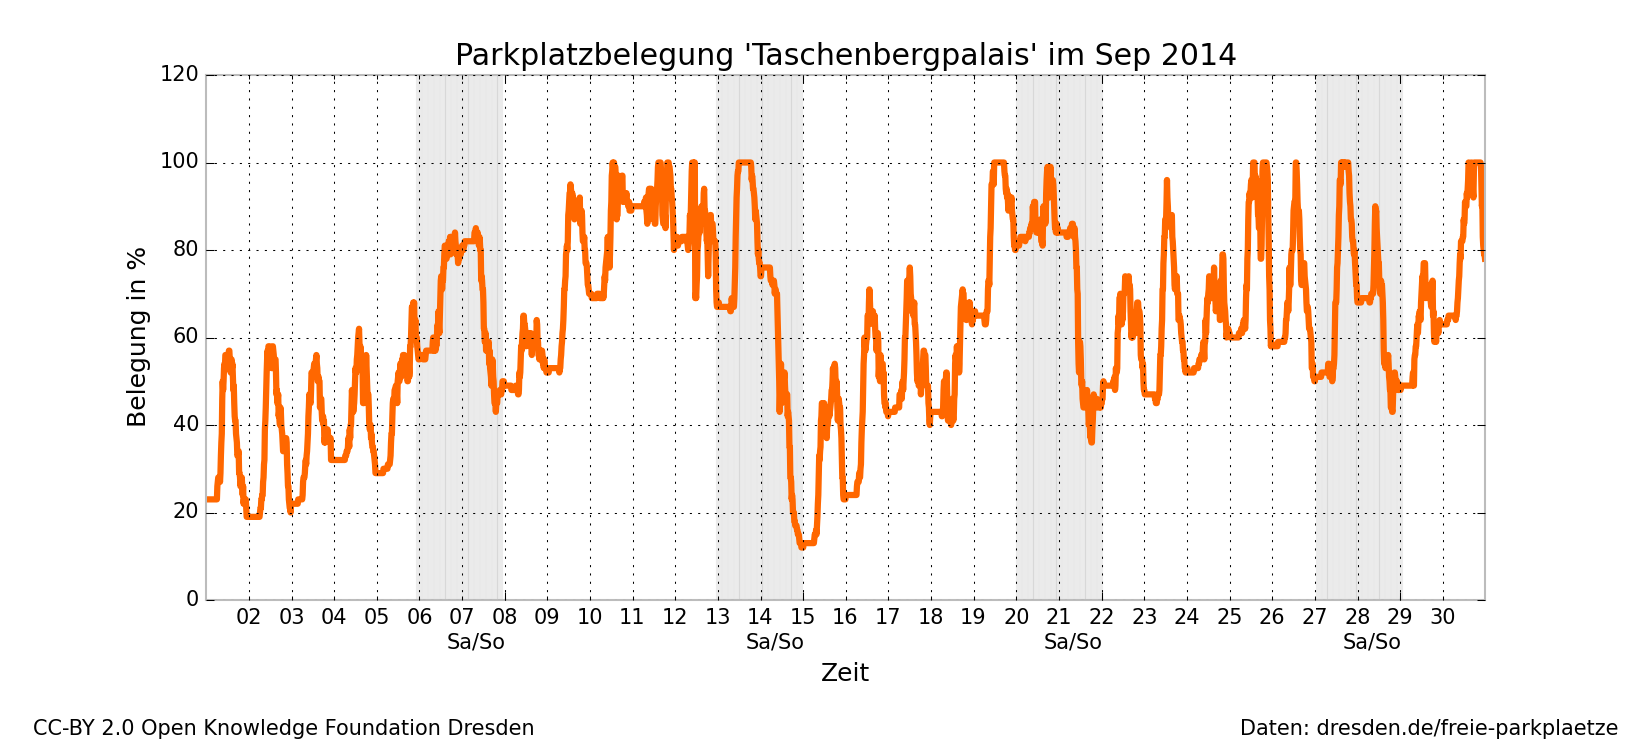 Parkplatzbelegung 'Taschenbergpalais' im Sep 2014
120
100
80
60
40
20
0
Belegung in %
02 03 04 05 06 07 08 09 10 11 12 13 14 15 16 17 18 19 20 21 22 23 24 25 26 27 28 29 30
Sa/So Sa/So Sa/So Sa/So
Zeit
CC-BY 2.0 Open Knowledge Foundation Dresden
Daten: dresden.de/freie-parkplaetze